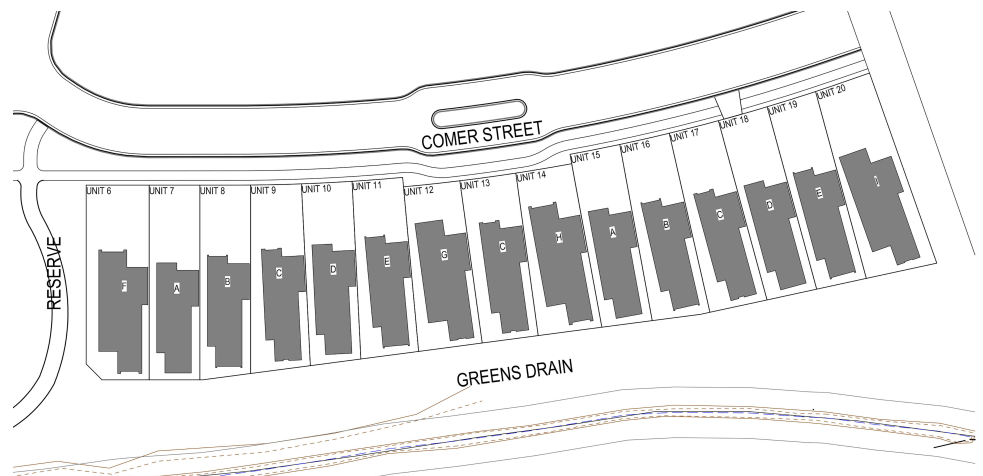 COMER STREET
UNIT 6
UNIT 7
UNIT 8
UNIT 9
UNIT 10
UNIT 11
UNIT 12
UNIT 13
UNIT 14
UNIT 15
UNIT 16
UNIT 17
UNIT 18
UNIT 19
UNIT 20
RESERVE
A
B
C
D
E
G
C
H
A
B
C
D
E
GREENS DRAIN